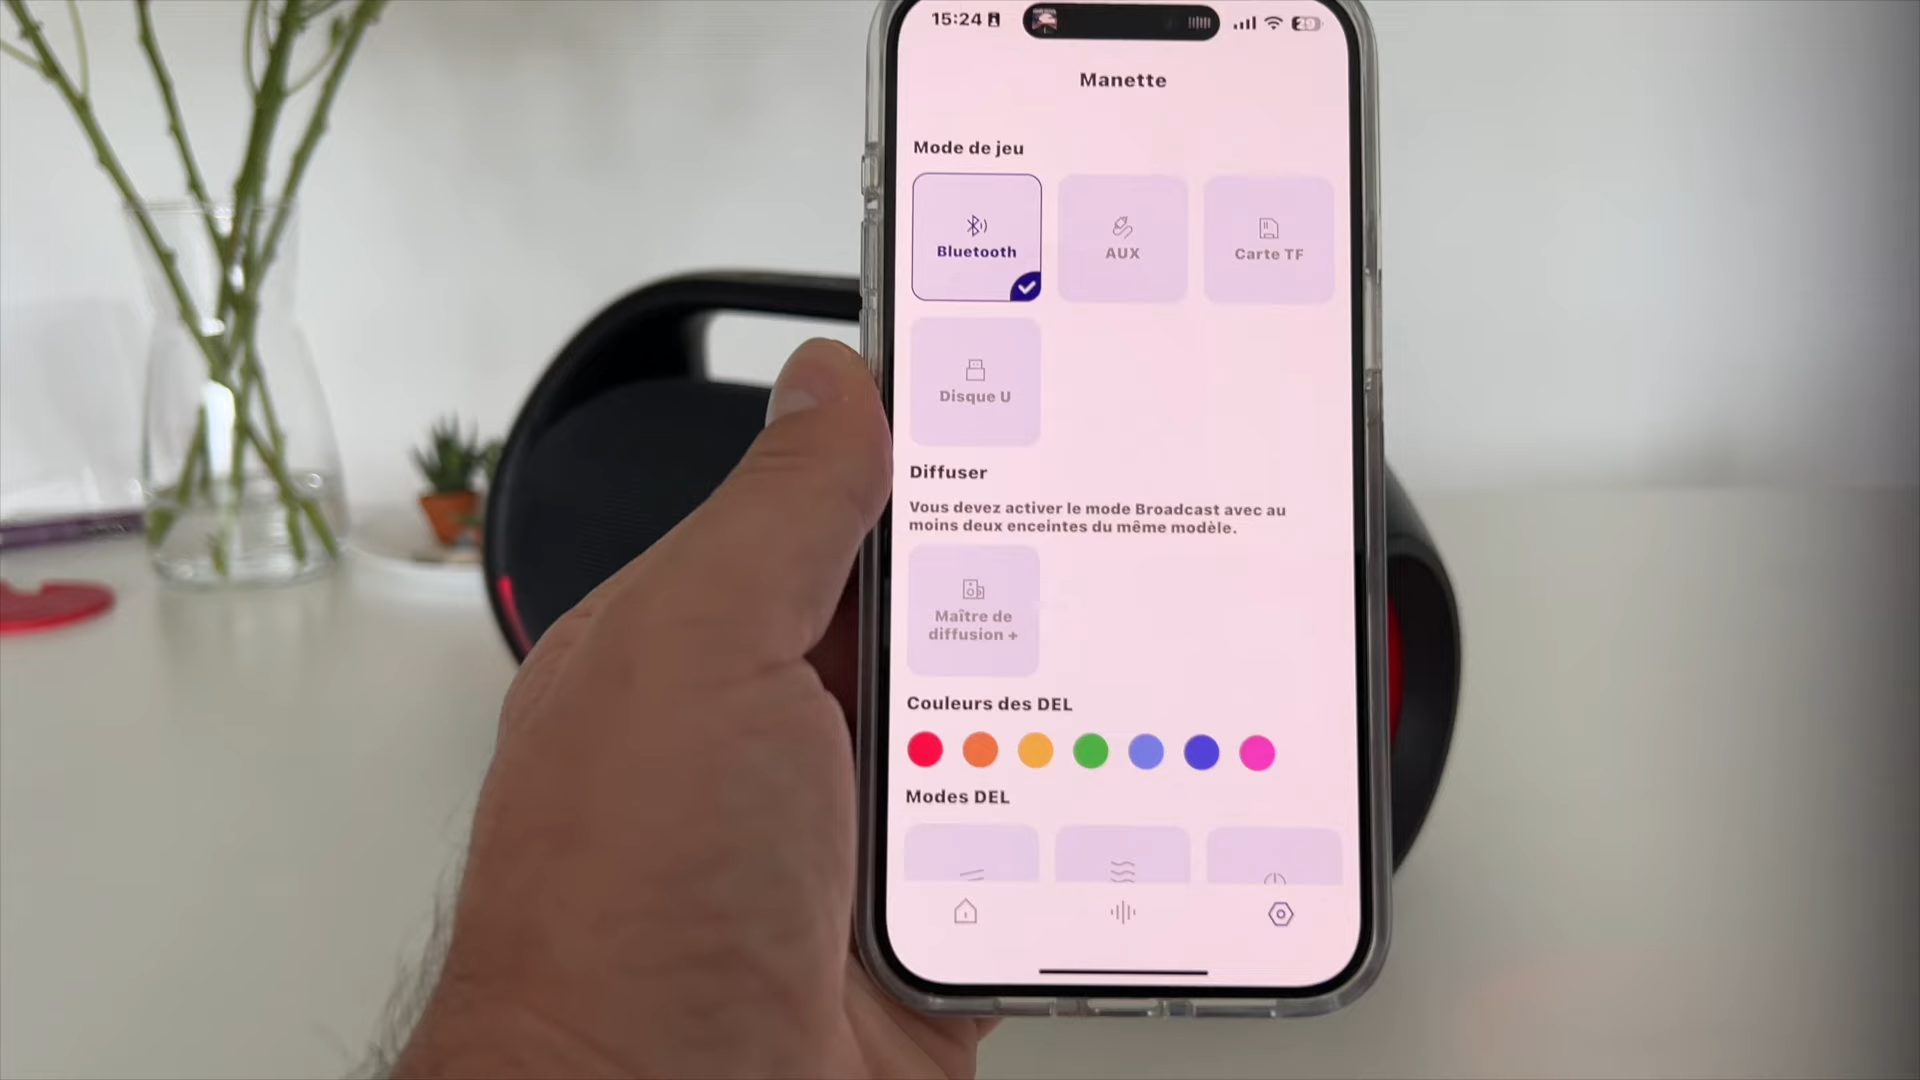 15:24
29
Manette
Mode de jeu
Bluetooth
AUX
Carte TF
Disque U
Diffuser
Vous devez activer le mode Broadcast avec au
moins deux enceintes du même modèle.
Maître de
diffusion +
Couleurs des DEL
Modes DEL